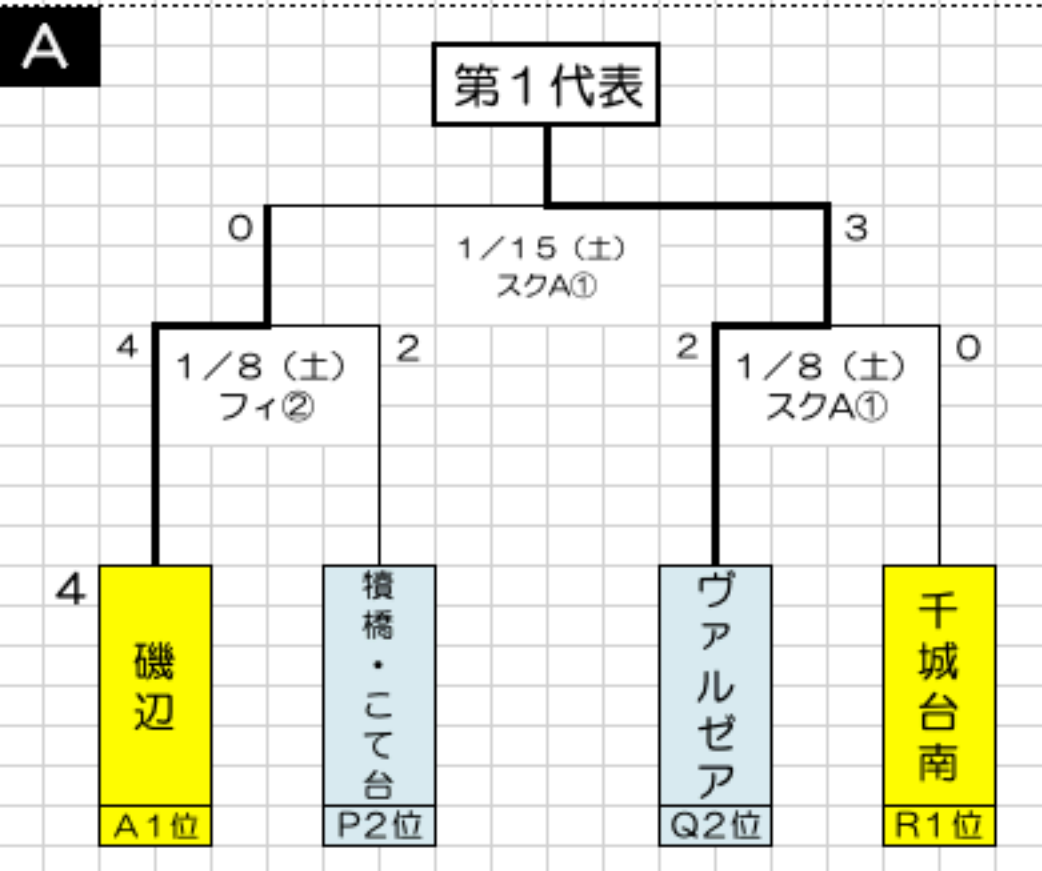 A
第１代表
0
3
１／１５（土）
スクA①
4
2
2
0
１／８（土）
フィ②
１／８（土）
スクA①
4
磯辺
犢橋・こて台
ヴァルゼア
千城台南
A１位
P２位
Q２位
R１位